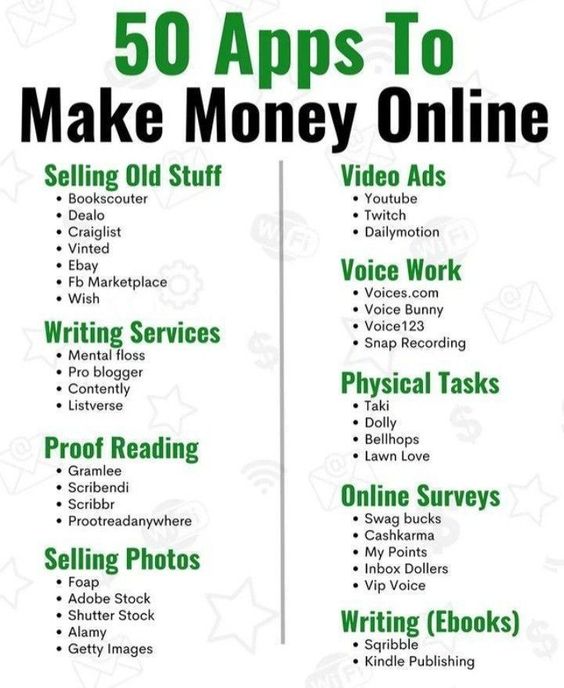 50 Apps To
Make Money Online
Selling Old Stuff
• Bookscouter
• Dealo
• Craiglist
• Vinted
• Ebay
• Fb Marketplace
• Wish
Writing Services
• Mental floss
• Pro blogger
• Contently
• Listverse
Proof Reading
• Gramlee
• Scribendi
• Scribbr
• Prootreadanywhere
Selling Photos
• Foap
• Adobe Stock
• Shutter Stock
• Alamy
• Getty Images
Video Ads
• Youtube
• Twitch
• Dailymotion
Voice Work
• Voices.com
• Voice Bunny
• Voice123
• Snap Recording
Physical Tasks
• Taki
• Dolly
• Bellhops
• Lawn Love
Online Surveys
• Swag bucks
• Cashkarma
• My Points
• Inbox Dollers
• Vip Voice
Writing (Ebooks)
• Sqribble
• Kindle Publishing